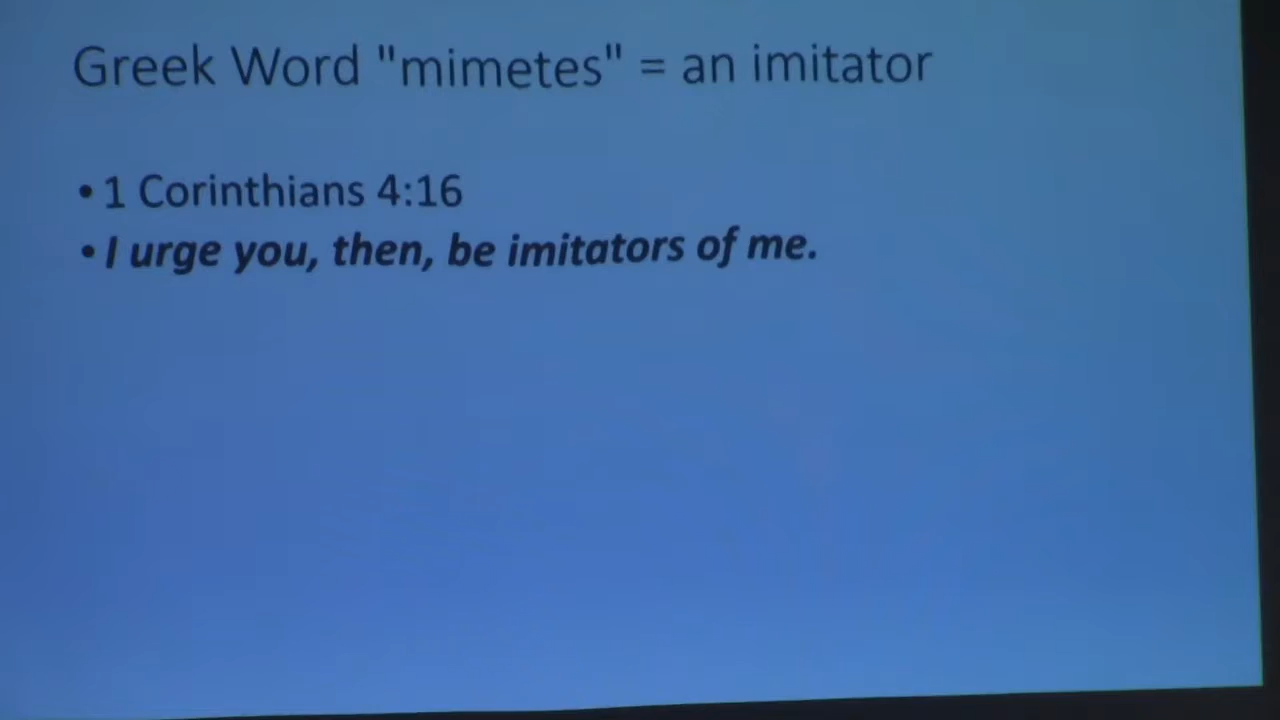 Greek Word "mimetes" = an imitator
• 1 Corinthians 4:16
• I urge you, then, be imitators of me.